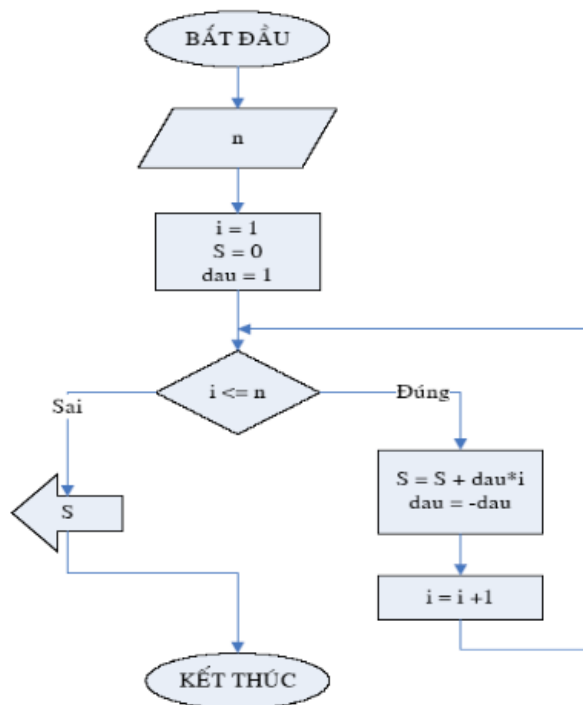 BẮT ĐẦU
n
i = 1
S = 0
dau = 1
i <= n
Sai
Đúng
S = S + dau*i
dau = -dau
S
i = i +1
KẾT THÚC